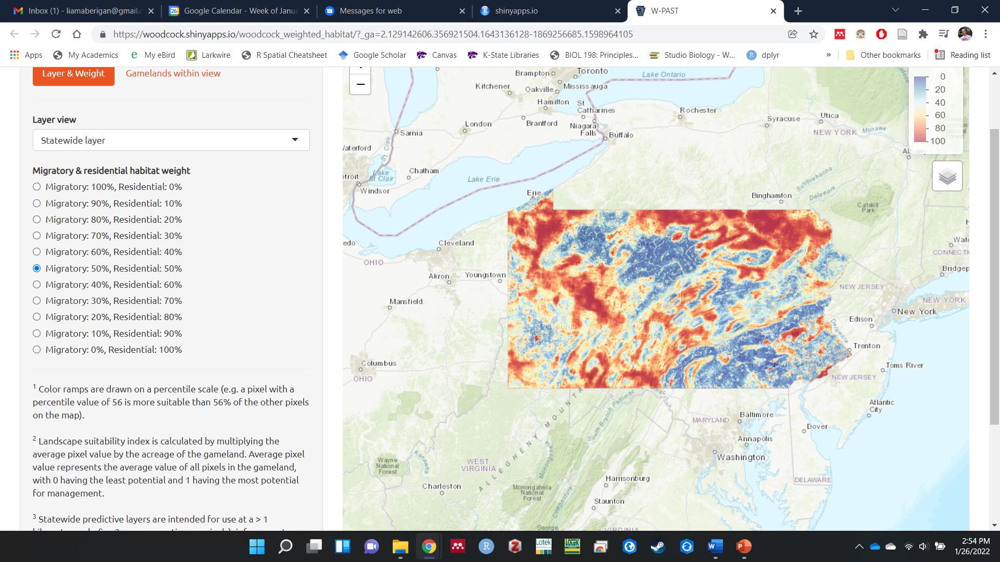 Inbox (1) - liamaberigan@gmail.c
Google Calendar - Week of Janua
Messages for web
shinyapps.io
W-PAST
https://woodcock.shinyapps.io/woodcock_weighted_habitat/?_ga=2.129142606.356921504.1643136128-1869256685.1598964105
Apps
My Academics
My eBird
Larkwire
R Spatial Cheatsheet
Google Scholar
Canvas
K-State Libraries
BIOL 198: Principles...
Studio Biology - W...
dplyr
»
Other bookmarks
Reading list
Layer & Weight
Gamelands within view
Layer view
Statewide layer
Migratory & residential habitat weight
Migratory: 100%, Residential: 0%
Migratory: 90%, Residential: 10%
Migratory: 80%, Residential: 20%
Migratory: 70%, Residential: 30%
Migratory: 60%, Residential: 40%
Migratory: 50%, Residential: 50%
Migratory: 40%, Residential: 60%
Migratory: 30%, Residential: 70%
Migratory: 20%, Residential: 80%
Migratory: 10%, Residential: 90%
Migratory: 0%, Residential: 100%
1 Color ramps are drawn on a percentile scale (e.g. a pixel with a
percentile value of 56 is more suitable than 56% of the other pixels
on the map).
2 Landscape suitability index is calculated by multiplying the
average pixel value by the acreage of the gameland. Average pixel
value represents the average value of all pixels in the gameland,
with 0 having the least potential and 1 having the most potential
for management.
3 Statewide predictive layers are intended for use at a > 1
−
0
20
40
60
80
100
Brampton
Toronto
Lake Ontario
Kitchener
Oakville
Mississauga
Hamilton
St
Catharines
Rochester
Syracuse
Utica
London
Brantford
Niagara
Falls
Buffalo
NEW YORK
Mohawk
Sarnia
St Clair
Waterford
Albany
Lake
St Clair
Chatham
etroit
Lake Erie
Windsor
Erie
Binghamton
Susquehanna
Delaware
Catskill
Park
edo
Cleveland
OHIO
Akron
Youngstown
Wate
CONNECTI
Bridgep
NEW JERSEY
Mansfield
NEW YORK
New York
Edison
Delaware
Trenton
Columbus
OHIO
Toms River
NEW JERSEY
Potomac
South Branch
ALLEGHENY MOUNTA
Atlantic
City
MARYLAND
Baltimore
Dover
Annapolis
Washington
Wayne
National
Forest
Kanawha
WEST
VIRGINIA
Monongahela
Harrisonburg
DELAWARE
Charleston
Monongahela
National
Forest
Cowpasture
Staunton
George
VIRGINIA
Lotek
LOTEK
2:54 PM
1/26/2022